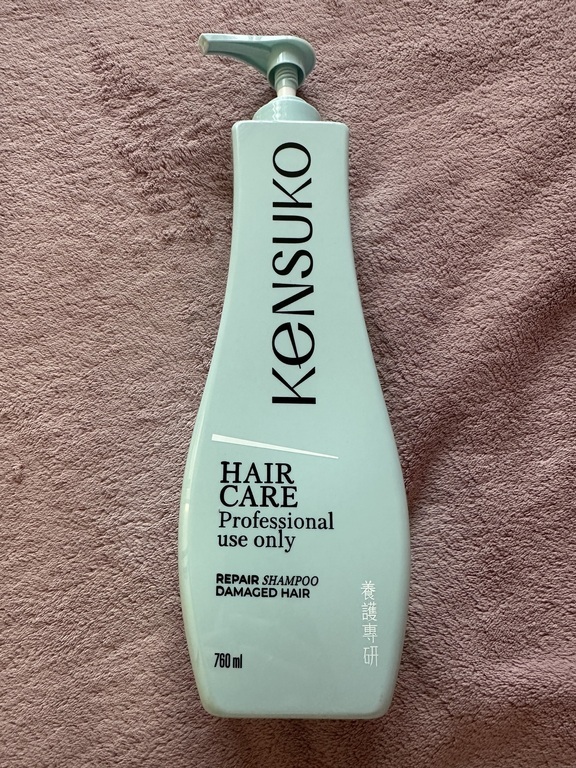 KeNSUKO
HAIR
CARE
Professional
use only
REPAIR SHAMPOO
DAMAGED HAIR
760 ml
養護專研